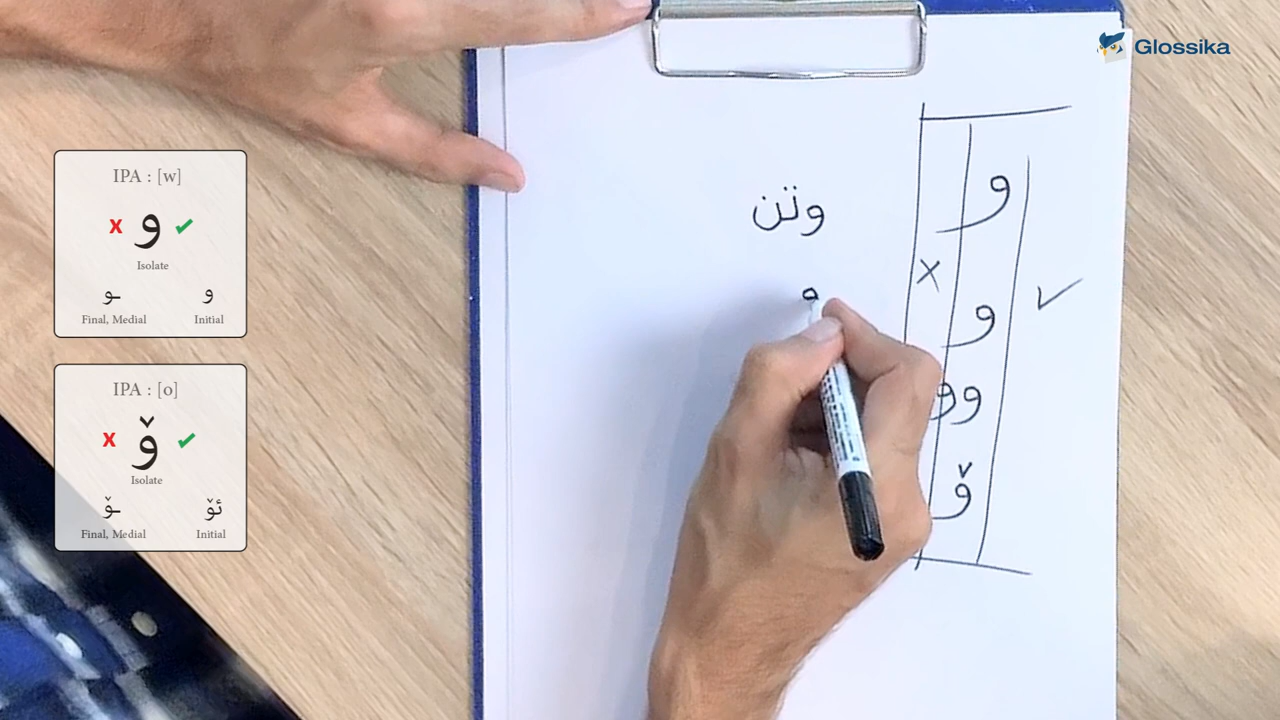 Glossika
IPA : [w]
x و ✓
Isolate
ـو و
Final, Medial Initial
IPA : [o]
x ۆ ✓
Isolate
ـۆ ئۆ
Final, Medial Initial
و
وتن
x ✓
و
وو
ۆ